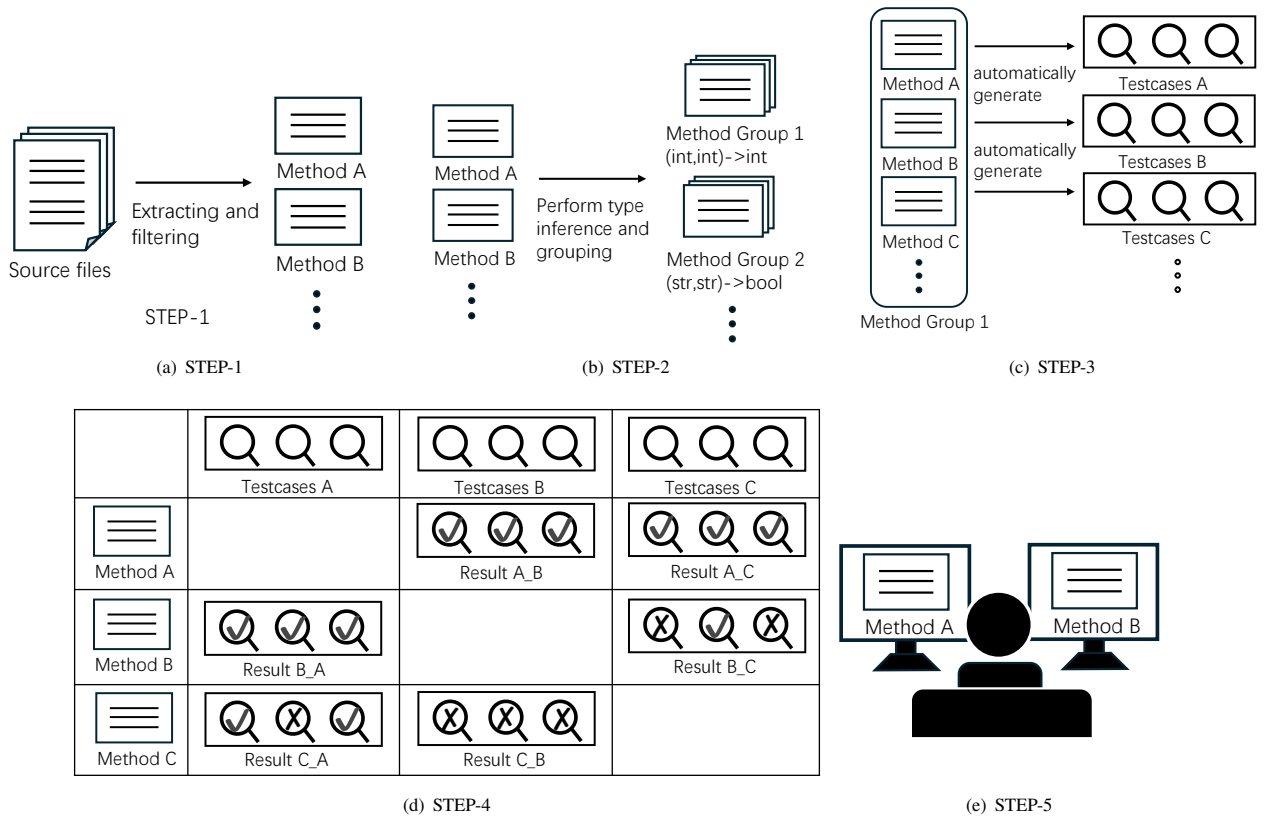 Source files
Extracting and
filtering
Method A
Method B
STEP-1
(a) STEP-1
Method A
Method B
Perform type
inference and
grouping
Method Group 1
(int,int)->int
Method Group 2
(str,str)->bool
(b) STEP-2
Method A
Method B
Method C
Method Group 1
automatically
generate
automatically
generate
Testcases A
Testcases B
Testcases C
(c) STEP-3
Testcases A
Testcases B
Testcases C
Method A
Result A_B
Result A_C
Method B
Result B_A
Result B_C
Method C
Result C_A
Result C_B
(d) STEP-4
Method A
Method B
(e) STEP-5